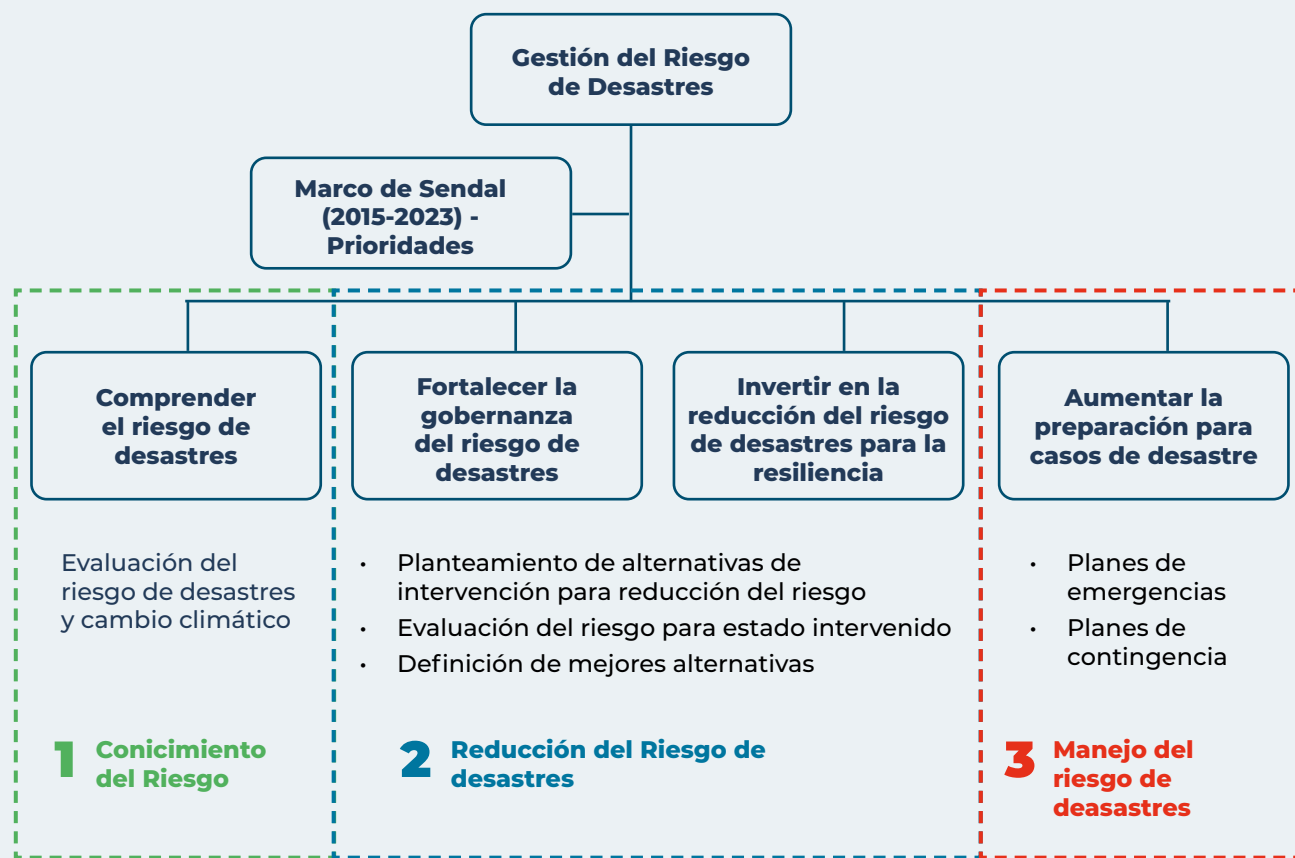 Gestión del Riesgo
de Desastres
Marco de Sendal
(2015-2023) -
Prioridades
Comprender
el riesgo de
desastres
Fortalecer la
gobernanza
del riesgo de
desastres
Invertir en la
reducción del riesgo
de desastres para la
resiliencia
Aumentar la
preparación para
casos de desastre
Evaluación del
riesgo de desastres
y cambio climático
• Planteamiento de alternativas de
intervención para reducción del riesgo
• Evaluación del riesgo para estado intervenido
• Definición de mejores alternativas
• Planes de
emergencias
• Planes de
contingencia
1 Conicimiento
del Riesgo
2 Reducción del Riesgo de
desastres
3 Manejo del
riesgo de
deasastres